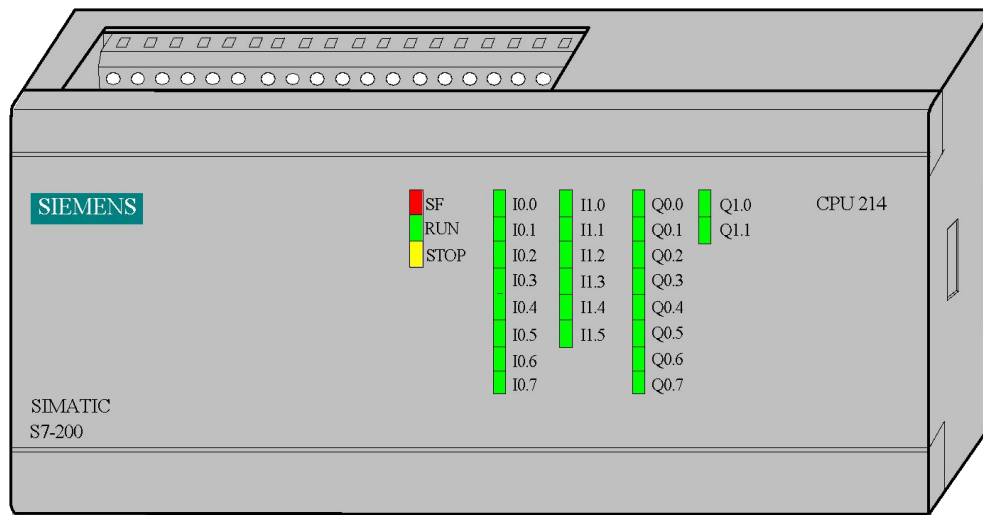 SIEMENS
SF
RUN
STOP
I0.0
I0.1
I0.2
I0.3
I0.4
I0.5
I0.6
I0.7
I1.0
I1.1
I1.2
I1.3
I1.4
I1.5
Q0.0
Q0.1
Q0.2
Q0.3
Q0.4
Q0.5
Q0.6
Q0.7
Q1.0
Q1.1
CPU 214
SIMATIC
S7-200